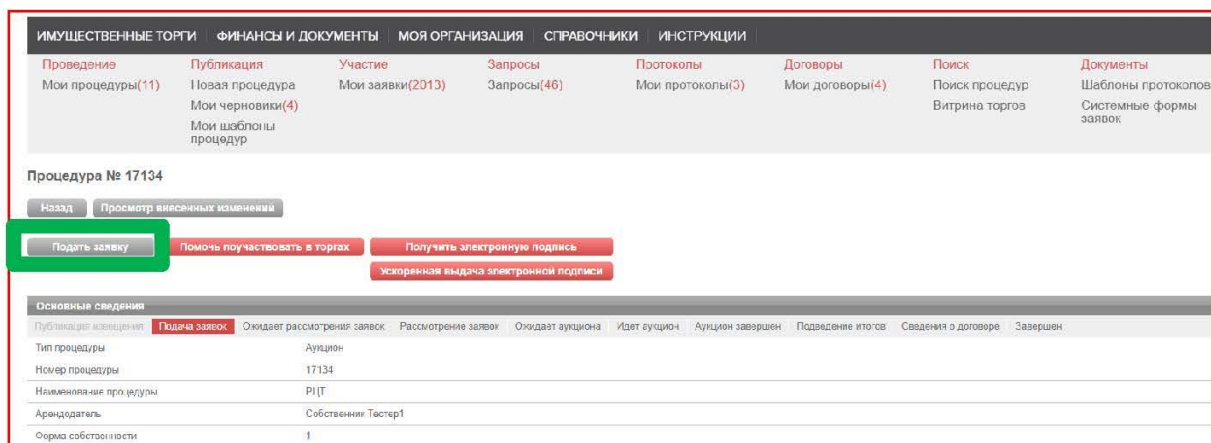 ИМУЩЕСТВЕННЫЕ ТОРГИ ФИНАНСЫ И ДОКУМЕНТЫ МОЯ ОРГАНИЗАЦИЯ СПРАВОЧНИКИ ИНСТРУКЦИИ
Проведение Публикация Участие Запросы Протоколы Договоры Поиск Документы
Мои процедуры(11) Новая процедура Мои заявки(2013) Запросы(46) Мои протоколы(3) Мои договоры(4) Поиск процедур Шаблоны протоколов
Мои черновики(4) Витрина торгов Системные формы
заявок
Мои шаблоны
процедур
Процедура № 17134
Назад Просмотр внесенных изменений
Подать заявку Помочь поучаствовать в торгах Получить электронную подпись
Ускоренная выдача электронной подписи
Основные сведения
Публикация извещения Подача заявок Ожидает рассмотрения заявок Рассмотрение заявок Ожидает аукциона Идет аукцион Аукцион завершен Подведение итогов Сведения о договоре Завершен
Тип процедуры Аукцион
Номер процедуры 17134
Наименование процедуры
Арендодатель Собственник Тестер1
Форма собственности 1